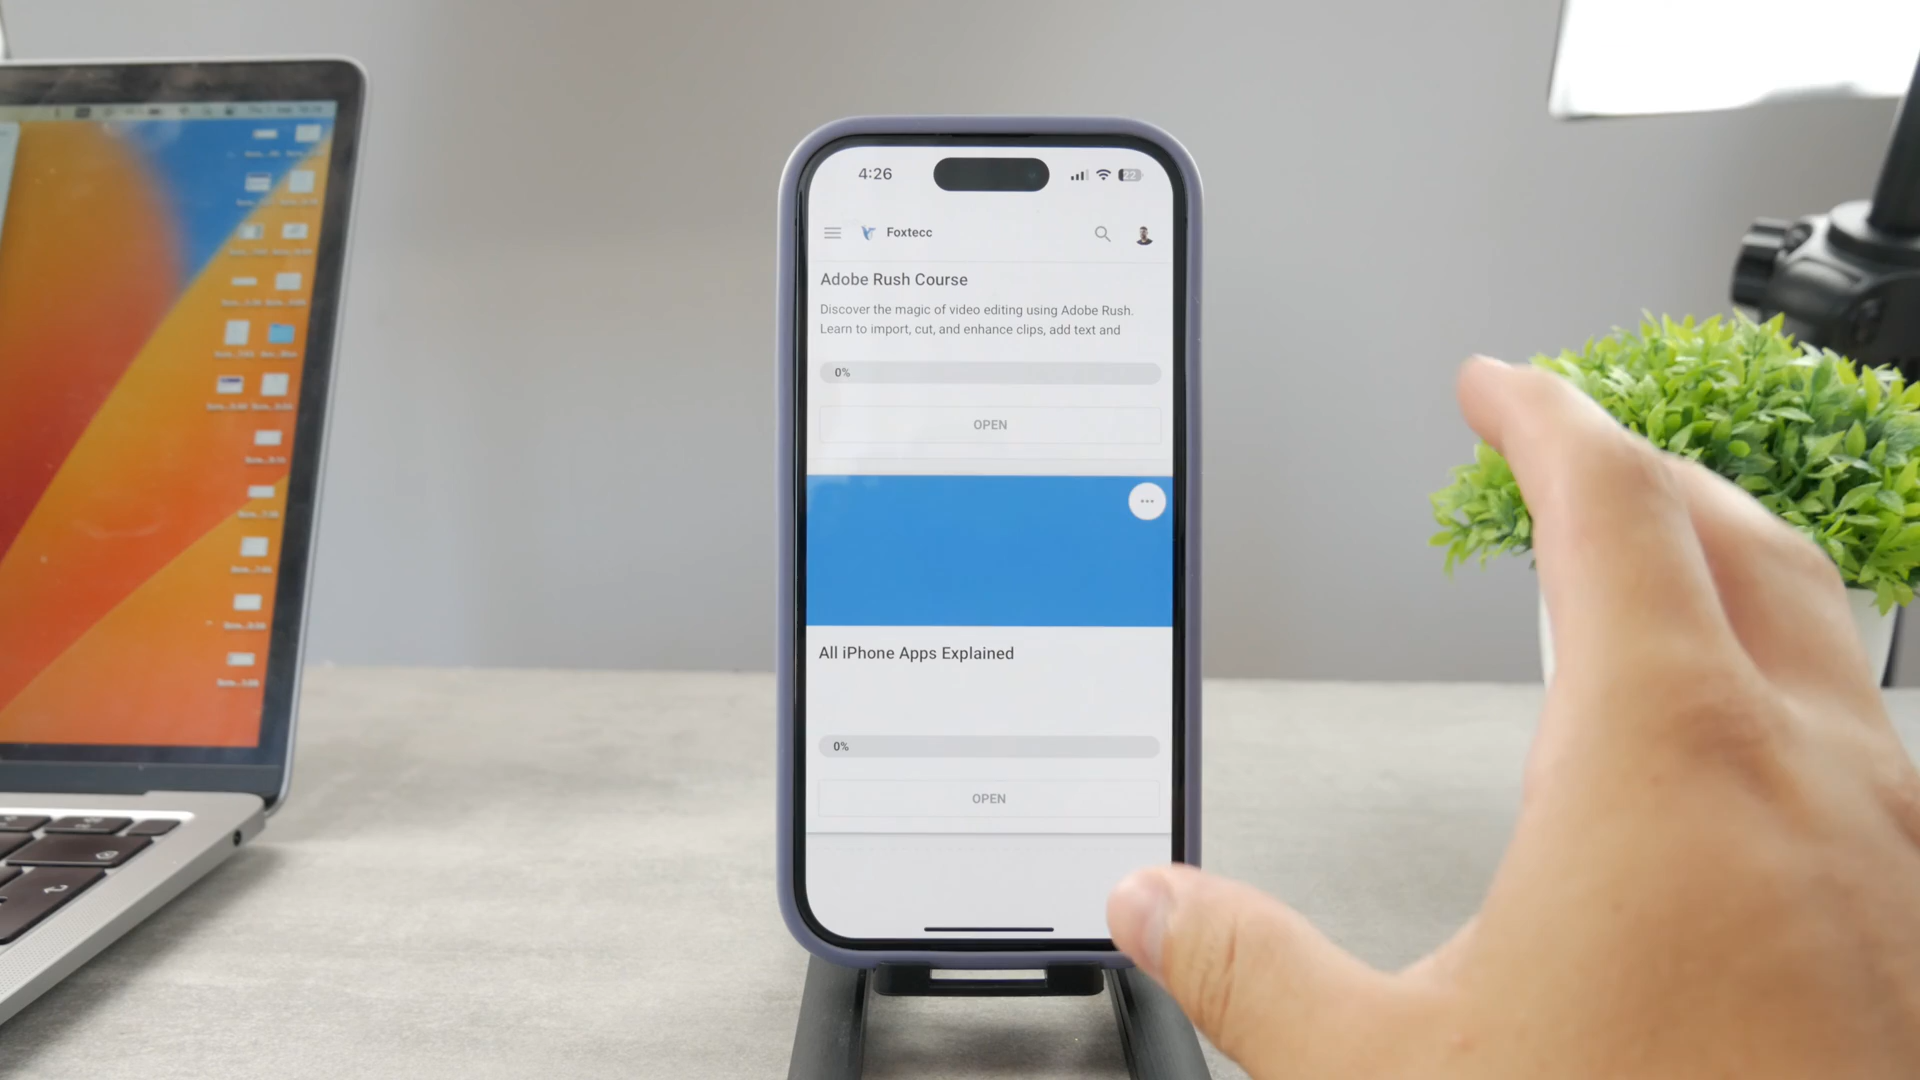 4:26
22
Foxtecc
Adobe Rush Course
Discover the magic of video editing using Adobe Rush.
Learn to import, cut, and enhance clips, add text and
0%
OPEN
All iPhone Apps Explained
0%
OPEN